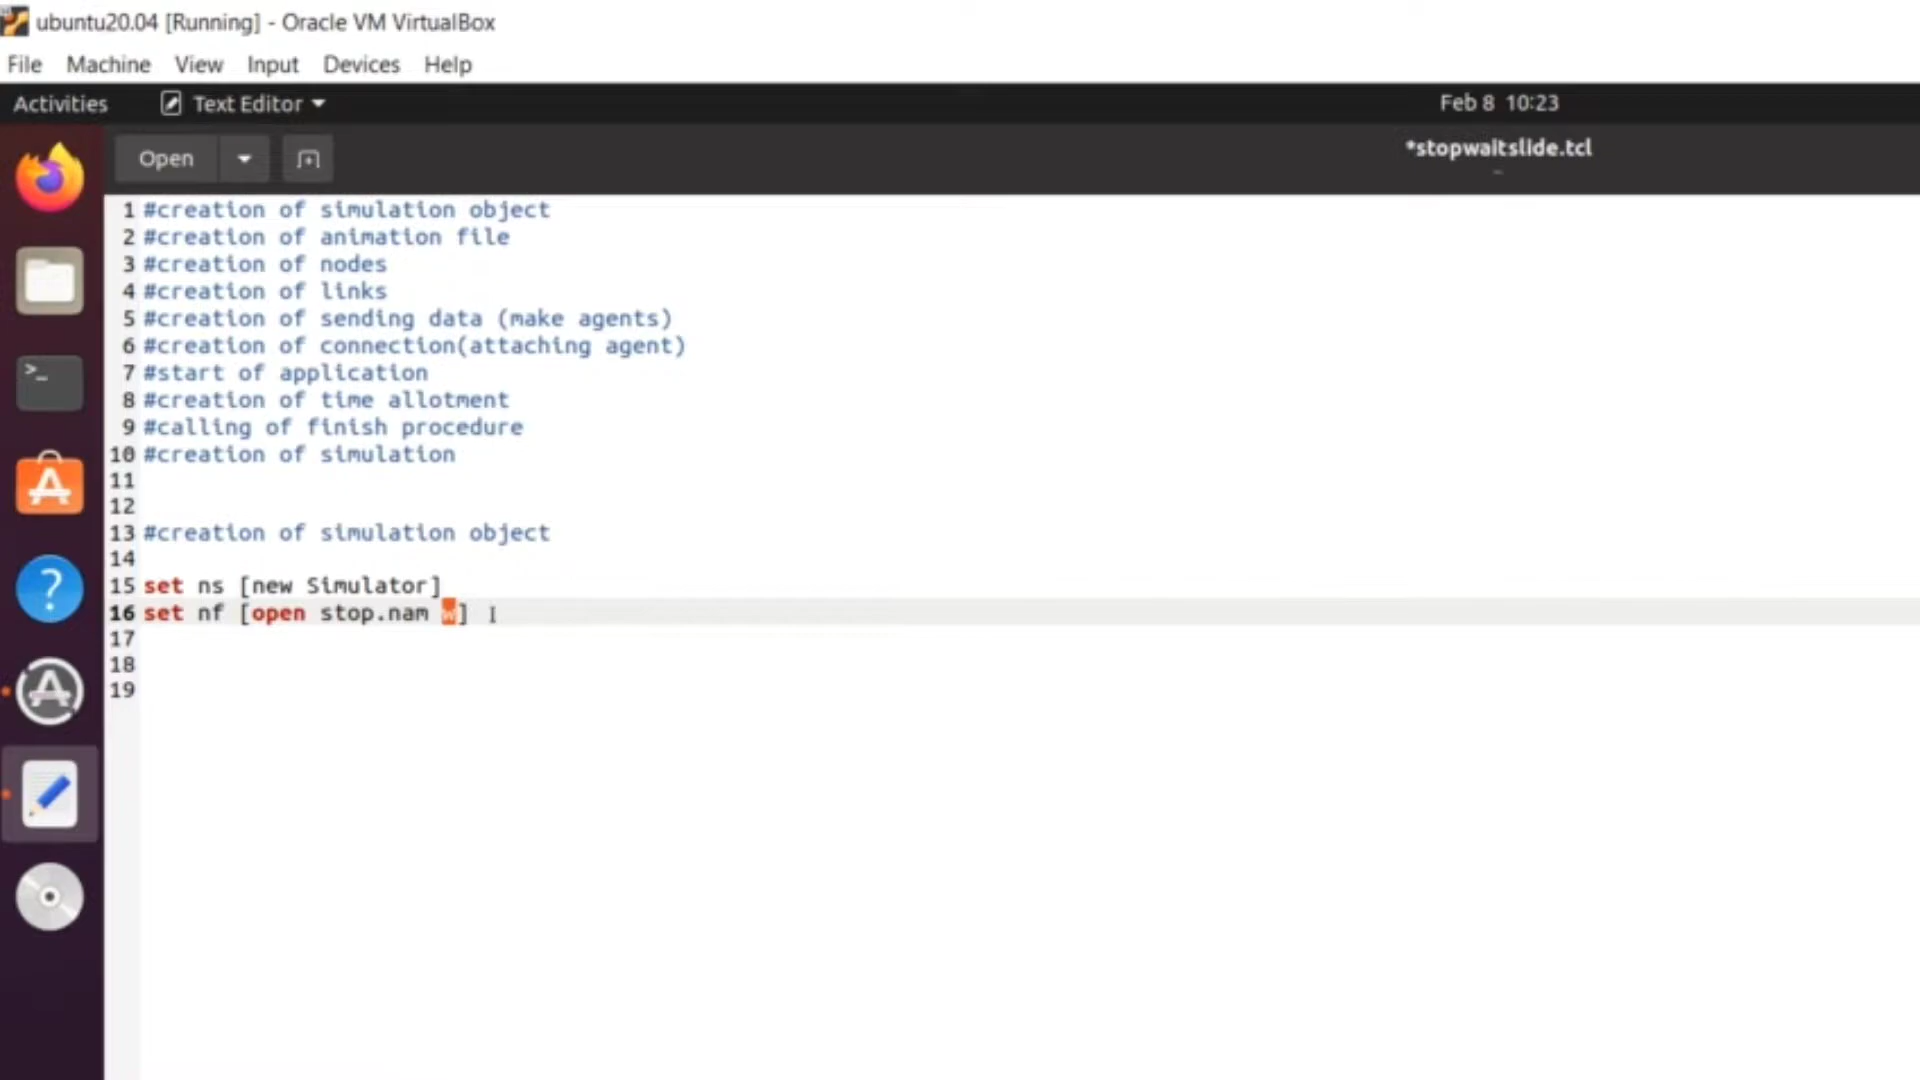 ubuntu20.04 [Running] - Oracle VM VirtualBox
File Machine View Input Devices Help
Activities Text Editor Feb 8 10:23
Open *stopwaitslide.tcl
1 #creation of simulation object
2 #creation of animation file
3 #creation of nodes
4 #creation of links
5 #creation of sending data (make agents)
6 #creation of connection(attaching agent)
7 #start of application
8 #creation of time allotment
9 #calling of finish procedure
10 #creation of simulation
11
12
13 #creation of simulation object
14
15 set ns [new Simulator]
16 set nf [open stop.nam w]
17
18
19